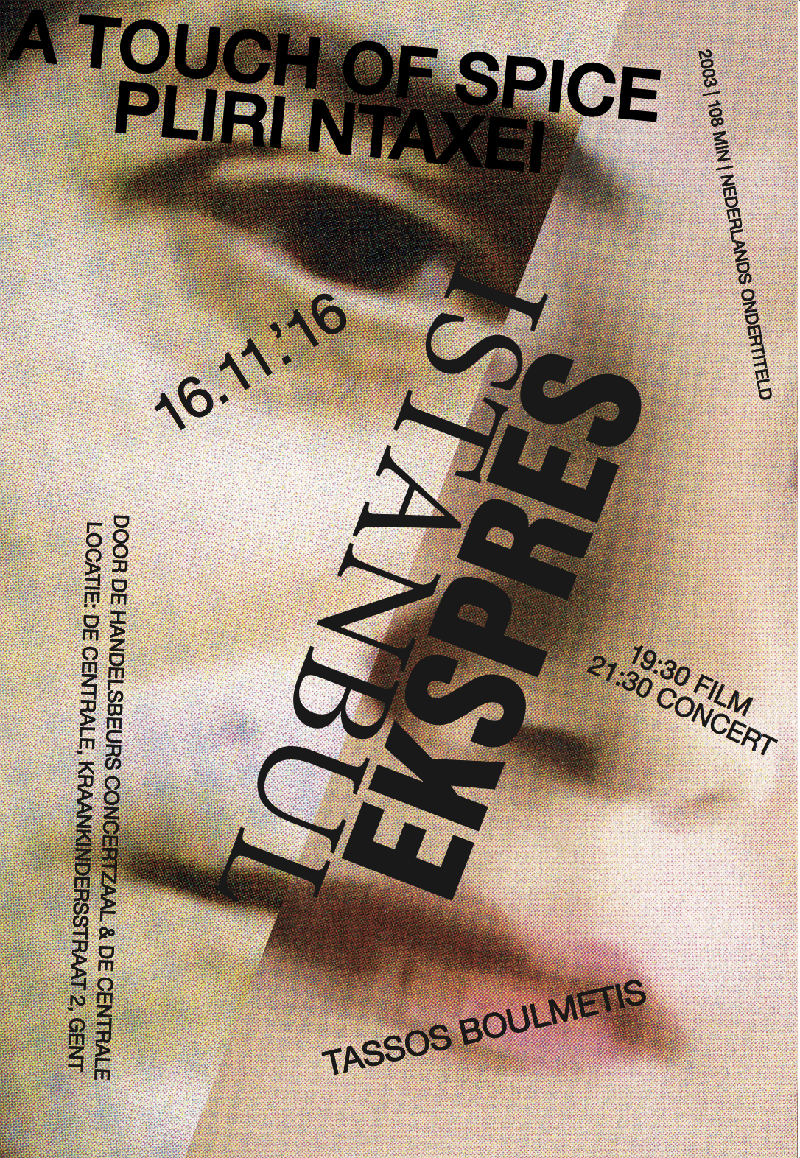 A TOUCH OF SPICE
PLIRI NTAXEI
2003 | 108 MIN | NEDERLANDS ONDERTITELD
16.11.'16
ISTANBUL
EKSPRES
19:30 FILM
21:30 CONCERT
DOOR DE HANDELSBEURS CONCERTZAAL & DE CENTRALE
LOCATIE: DE CENTRALE, KRAANKINDERSSTRAAT 2, GENT
TASSOS BOULMETIS